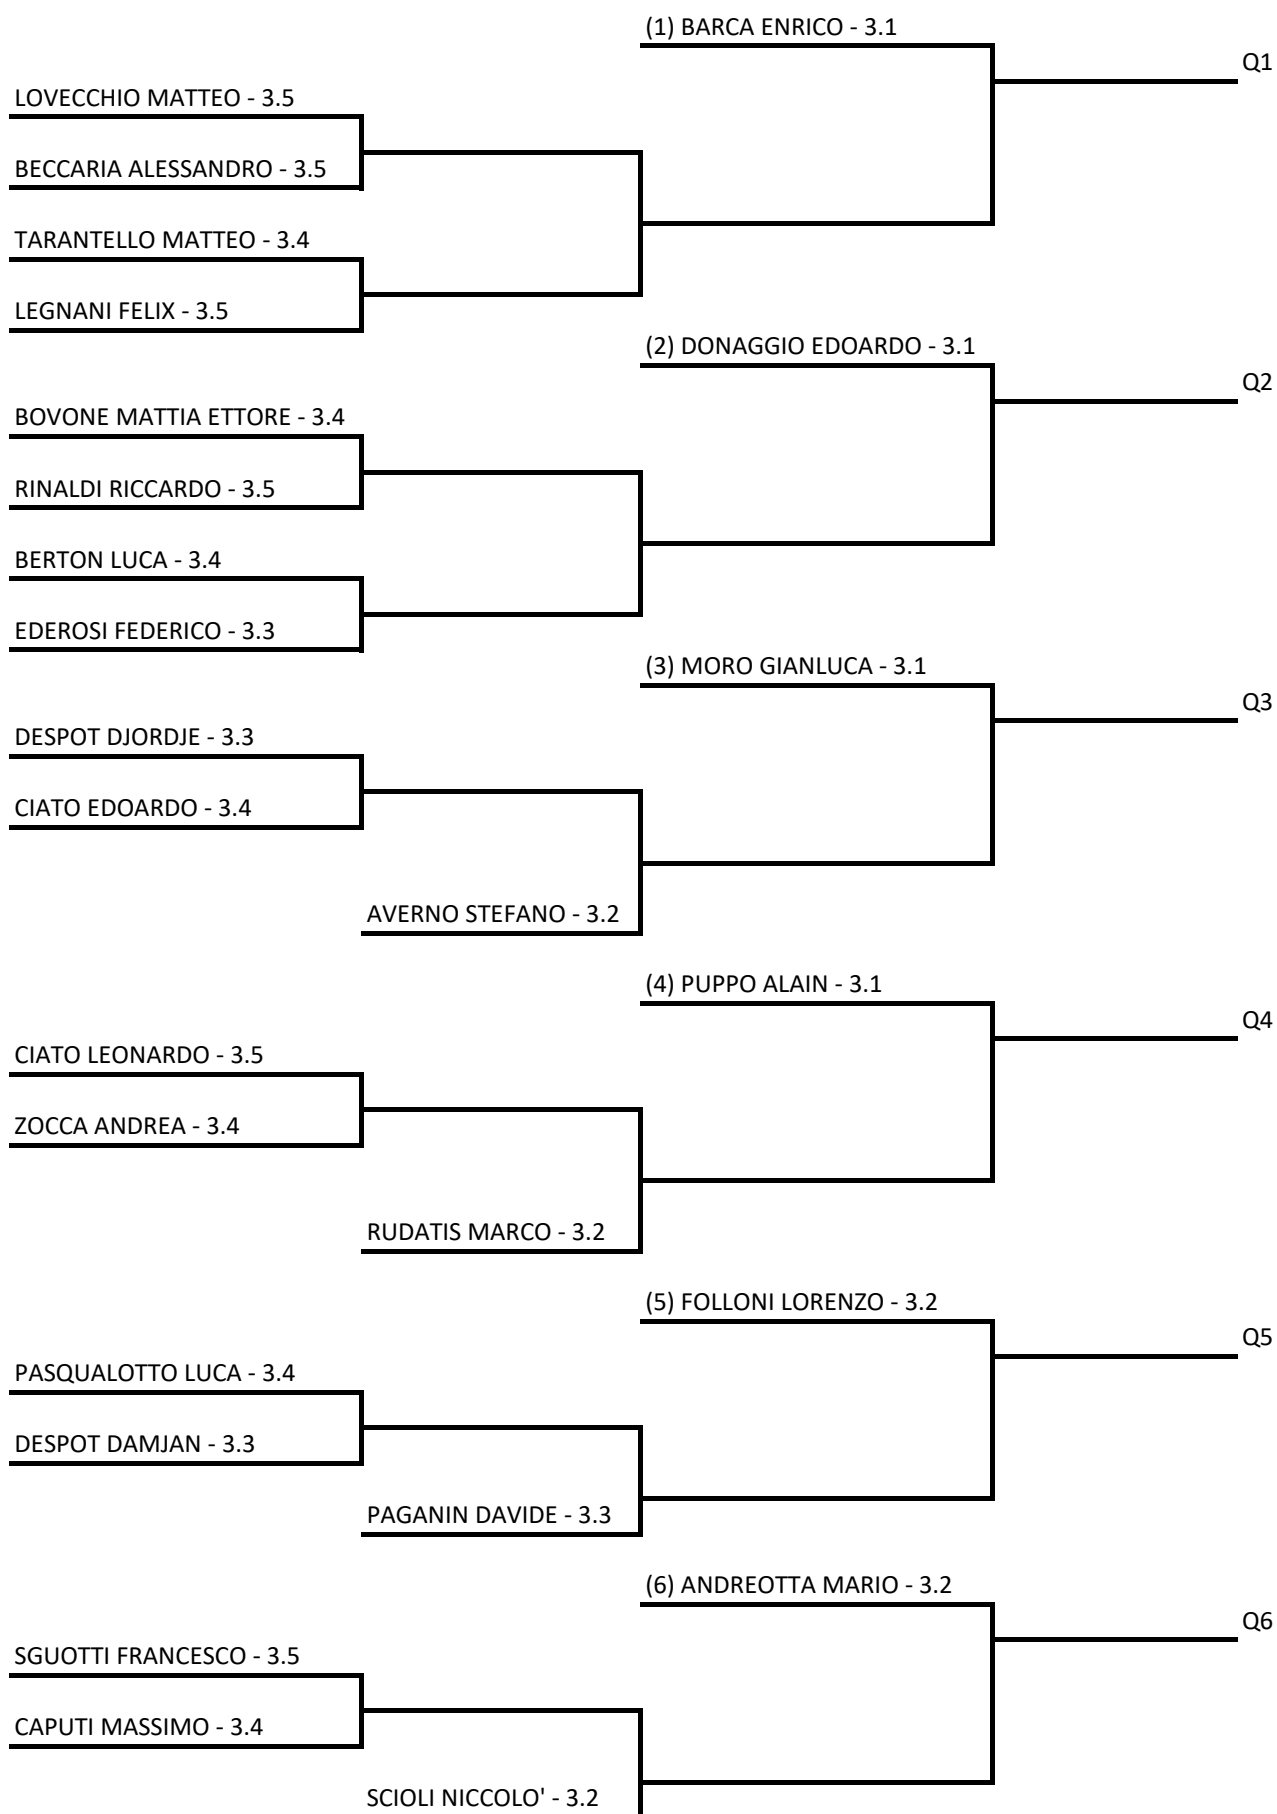 (1) BARCA ENRICO - 3.1
Q1
LOVECCHIO MATTEO - 3.5
BECCARIA ALESSANDRO - 3.5
TARANTELLO MATTEO - 3.4
LEGNANI FELIX - 3.5
(2) DONAGGIO EDOARDO - 3.1
Q2
BOVONE MATTIA ETTORE - 3.4
RINALDI RICCARDO - 3.5
BERTON LUCA - 3.4
EDEROSI FEDERICO - 3.3
(3) MORO GIANLUCA - 3.1
Q3
DESPOT DJORDJE - 3.3
CIATO EDOARDO - 3.4
AVERNO STEFANO - 3.2
(4) PUPPO ALAIN - 3.1
Q4
CIATO LEONARDO - 3.5
ZOCCA ANDREA - 3.4
RUDATIS MARCO - 3.2
(5) FOLLONI LORENZO - 3.2
Q5
PASQUALOTTO LUCA - 3.4
DESPOT DAMJAN - 3.3
PAGANIN DAVIDE - 3.3
(6) ANDREOTTA MARIO - 3.2
Q6
SGUOTTI FRANCESCO - 3.5
CAPUTI MASSIMO - 3.4
SCIOLI NICCOLO' - 3.2